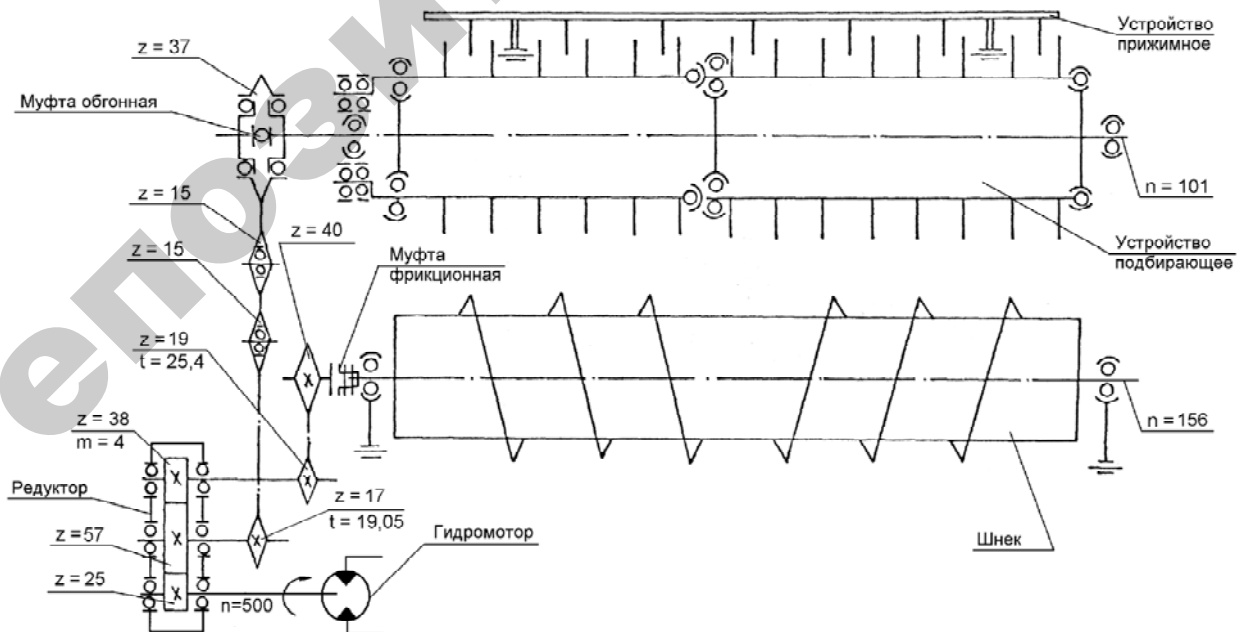 епози
Устройство
прижимное
z = 37
Муфта обгонная
n = 101
z = 15
z = 40
z = 15
Муфта
фрикционная
Устройство
подбирающее
z = 19
t = 25,4
z = 38
m = 4
n = 156
Редуктор
z = 17
t = 19,05
Гидромотор
Шнек
z = 57
z = 25
n=500